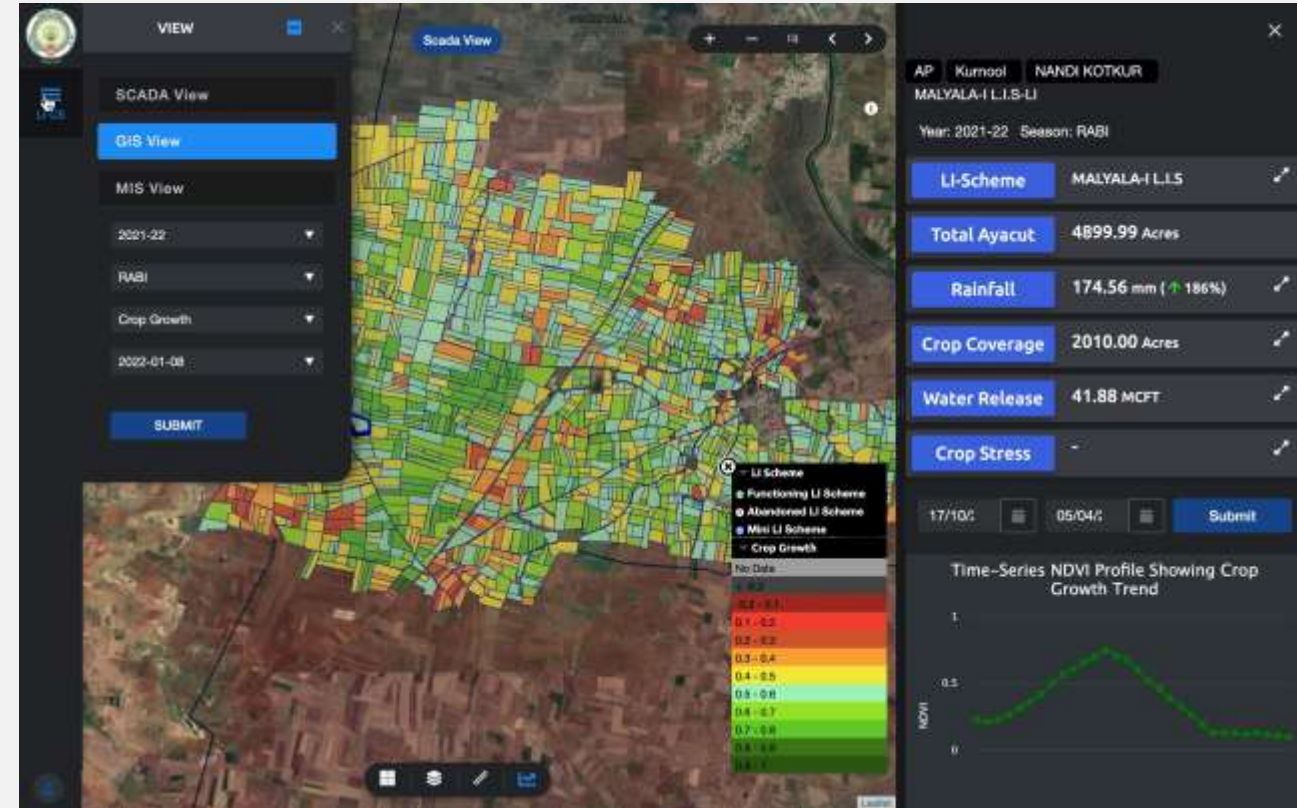 VIEW
SCADA View
GIS View
MIS View
2021-22
RABI
Crop Growth
2022-01-08
SUBMIT
Scada View
LI Scheme
Functioning LI Scheme
Abandoned LI Scheme
Mini LI Scheme
Crop Growth
No Data
0.1 - 0.2
0.2 - 0.3
0.3 - 0.4
0.4 - 0.5
0.5 - 0.6
0.6 - 0.7
0.7 - 0.8
Leaflet
AP Kurnool NANDI KOTKUR
MALYALA-I L.I.S-LI
Year: 2021-22 Season: RABI
LI-Scheme MALYALA-I L.I.S
Total Ayacut 4899.99 Acres
Rainfall 174.56 mm (↑ 186%)
Crop Coverage 2010.00 Acres
Water Release 41.88 MCFT
Crop Stress -
17/10/ 05/04/ Submit
Time-Series NDVI Profile Showing Crop
Growth Trend
1
0.5
0
NDVI